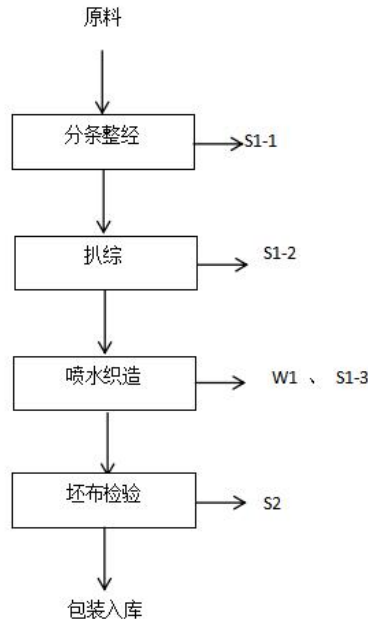 原料
分条整经
S1-1
扒综
S1-2
喷水织造
W1 、 S1-3
坯布检验
S2
包装入库